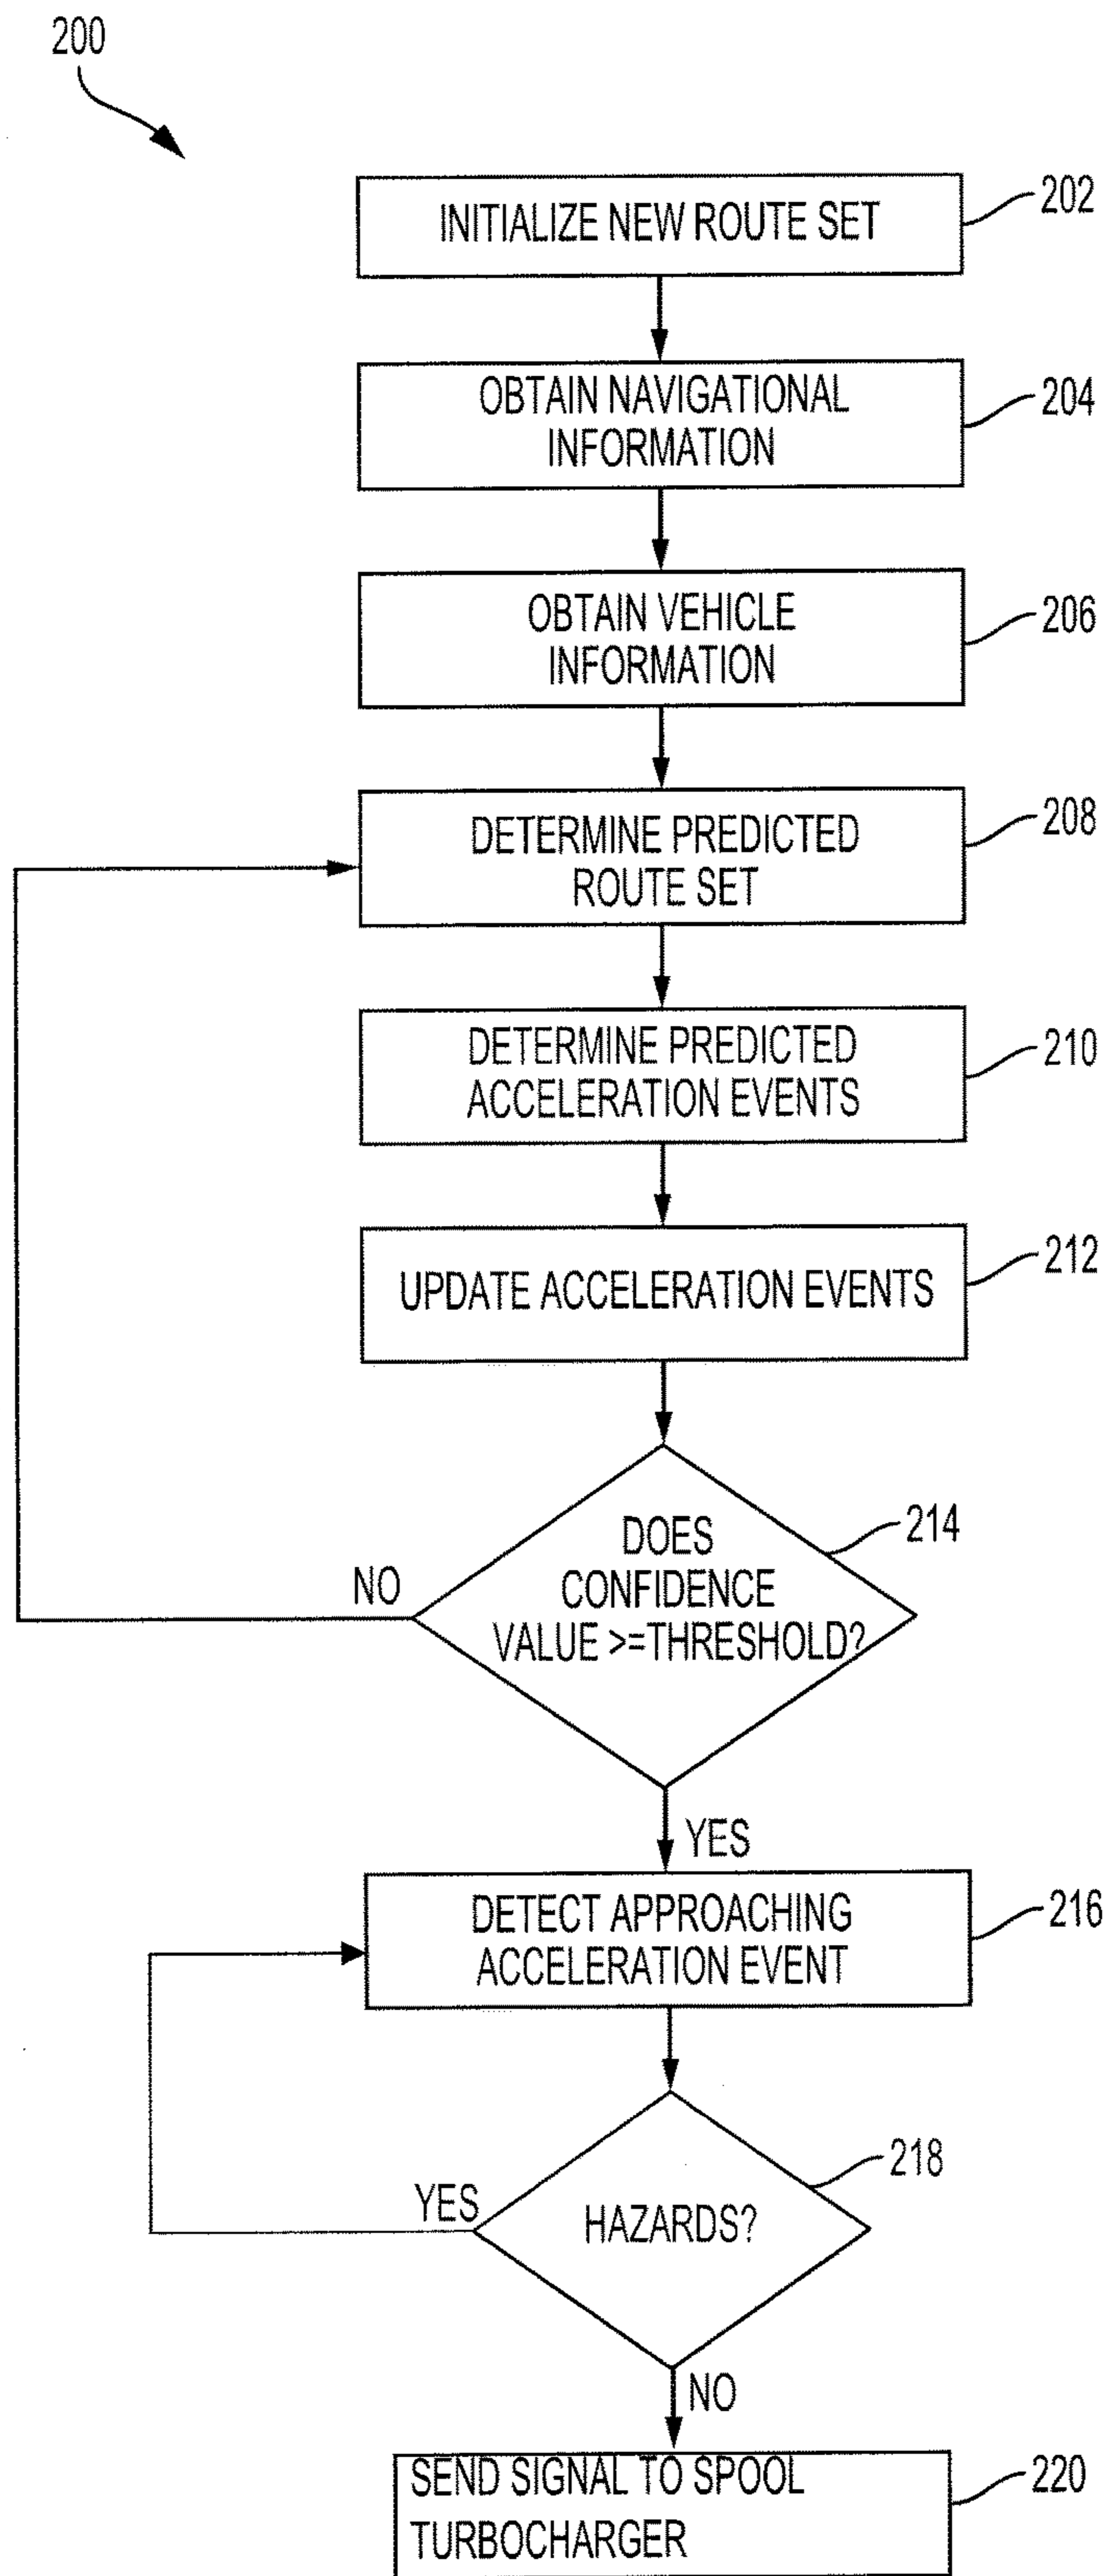 200
INITIALIZE NEW ROUTE SET
202
OBTAIN NAVIGATIONAL
INFORMATION
204
OBTAIN VEHICLE
INFORMATION
206
DETERMINE PREDICTED
ROUTE SET
208
DETERMINE PREDICTED
ACCELERATION EVENTS
210
UPDATE ACCELERATION EVENTS
212
DOES
CONFIDENCE
VALUE >=THRESHOLD?
214
NO
YES
DETECT APPROACHING
ACCELERATION EVENT
216
HAZARDS?
218
YES
NO
SEND SIGNAL TO SPOOL
TURBOCHARGER
220